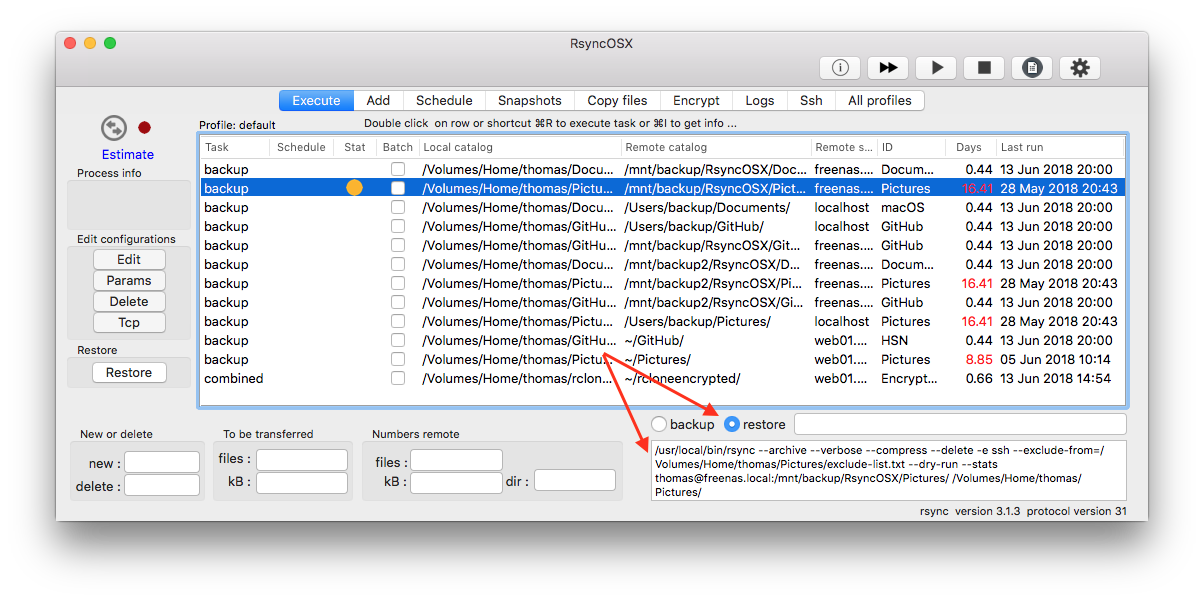 RsyncOSX
Execute Add Schedule Snapshots Copy files Encrypt Logs Ssh All profiles
Profile: default Double click on row or shortcut ⌘R to execute task or ⌘I to get info ...
Estimate
Process info
Edit configurations
Edit
Params
Delete
Tcp
Restore
Restore
Task Schedule Stat Batch Local catalog Remote catalog Remote s... ID Days Last run
backup /Volumes/Home/thomas/Docu... /mnt/backup/RsyncOSX/Doc... freenas.... Docum... 0.44 13 Jun 2018 20:00
backup /Volumes/Home/thomas/Pictu... /mnt/backup/RsyncOSX/Pict... freenas.... Pictures 16.41 28 May 2018 20:43
backup /Volumes/Home/thomas/Docu... /Users/backup/Documents/ localhost macOS 0.44 13 Jun 2018 20:00
backup /Volumes/Home/thomas/GitHu... /Users/backup/GitHub/ localhost GitHub 0.44 13 Jun 2018 20:00
backup /Volumes/Home/thomas/GitHu... /mnt/backup/RsyncOSX/Git... freenas.... GitHub 0.44 13 Jun 2018 20:00
backup /Volumes/Home/thomas/Docu... /mnt/backup2/RsyncOSX/D... freenas.... Docum... 0.44 13 Jun 2018 20:00
backup /Volumes/Home/thomas/Pictu... /mnt/backup2/RsyncOSX/Pi... freenas.... Pictures 16.41 28 May 2018 20:43
backup /Volumes/Home/thomas/GitHu... /mnt/backup2/RsyncOSX/Gi... freenas.... GitHub 0.44 13 Jun 2018 20:00
backup /Volumes/Home/thomas/Pictu... /Users/backup/Pictures/ localhost Pictures 16.41 28 May 2018 20:43
backup /Volumes/Home/thomas/GitHu... ~/GitHub/ web01.... HSN 0.44 13 Jun 2018 20:00
backup /Volumes/Home/thomas/Pictu... ~/Pictures/ web01.... Pictures 8.85 05 Jun 2018 10:14
combined /Volumes/Home/thomas/rclon... ~/rcloneencrypted/ web01.... Encrypt... 0.66 13 Jun 2018 14:54
New or delete
new :
delete :
To be transferred
files :
kB :
Numbers remote
files :
kB : dir :
backup restore
/usr/local/bin/rsync --archive --verbose --compress --delete -e ssh --exclude-from=/
Volumes/Home/thomas/Pictures/exclude-list.txt --dry-run --stats
thomas@freenas.local:/mnt/backup/RsyncOSX/Pictures/ /Volumes/Home/thomas/
Pictures/
rsync version 3.1.3 protocol version 31